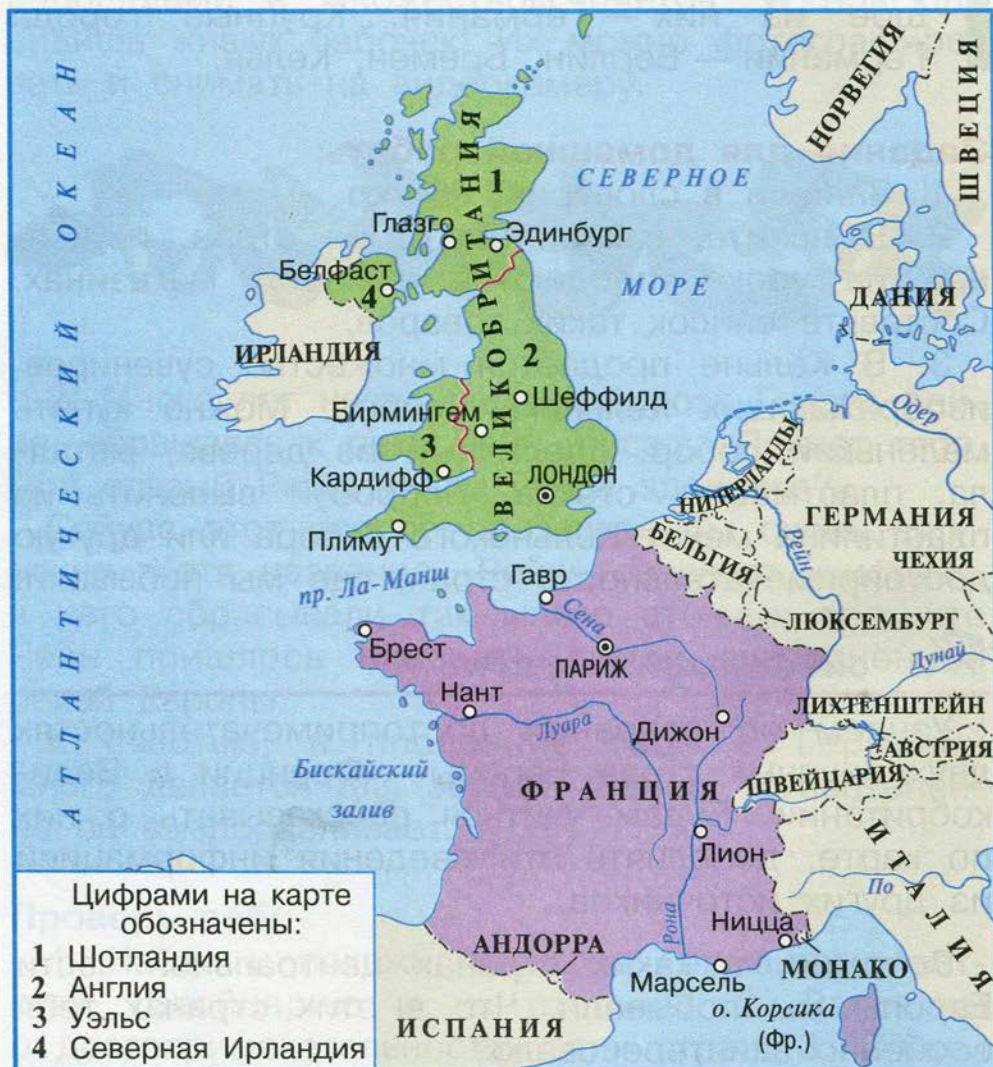 АТЛАНТИЧЕСКИЙ ОКЕАН
НОРВЕГИЯ
ШВЕЦИЯ
ВЕЛИКОБРИТАНИЯ
1
СЕВЕРНОЕ
МОРЕ
Глазго
Эдинбург
Белфаст
4
ДАНИЯ
ИРЛАНДИЯ
2
Шеффилд
Бирмингем
Одер
3
Кардифф
ЛОНДОН
НИДЕРЛАНДЫ
ГЕРМАНИЯ
Плимут
БЕЛЬГИЯ
Рейн
ЧЕХИЯ
пр. Ла-Манш
Гавр
Сена
ЛЮКСЕМБУРГ
Брест
ПАРИЖ
Дунай
Нант
Луара
Дижон
ЛИХТЕНШТЕЙН
АВСТРИЯ
Бискайский
залив
ФРАНЦИЯ
ШВЕЙЦАРИЯ
Лион
ИТАЛИЯ
По
Рона
Ницца
АНДОРРА
МОНАКО
Марсель
о. Корсика
(Фр.)
ИСПАНИЯ
Цифрами на карте
обозначены:
1 Шотландия
2 Англия
3 Уэльс
4 Северная Ирландия